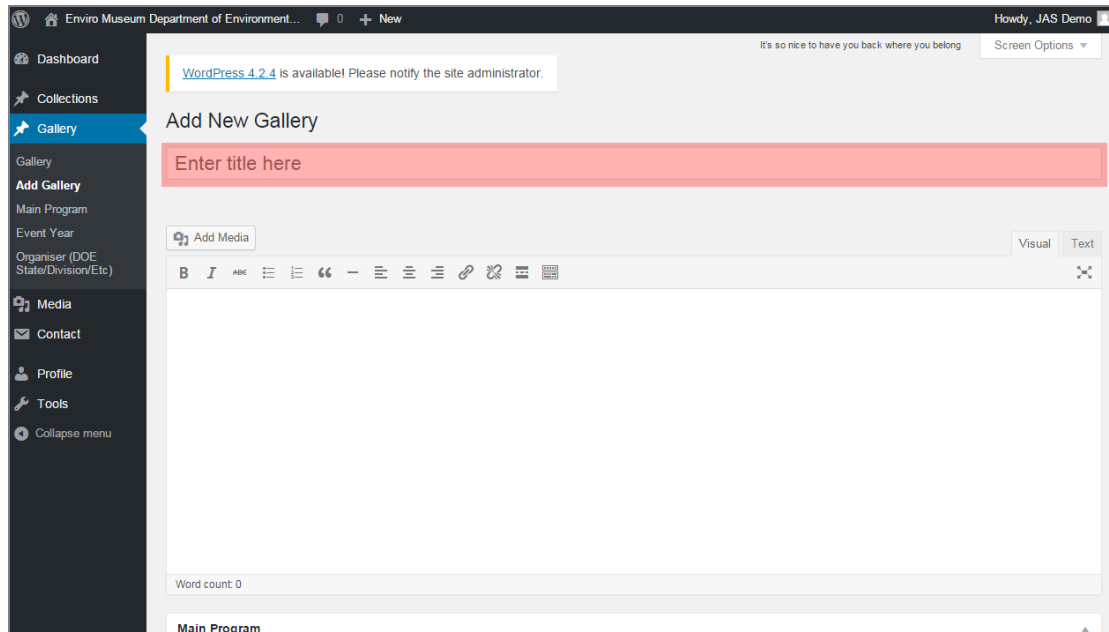 Enviro Museum Department of Environment... 0 + New Howdy, JAS Demo
It's so nice to have you back where you belong Screen Options
Dashboard
WordPress 4.2.4 is available! Please notify the site administrator.
Collections
Gallery
Gallery
Add Gallery
Main Program
Event Year
Organiser (DOE
State/Division/Etc)
Media
Contact
Profile
Tools
Collapse menu
Add New Gallery
Enter title here
Add Media
Visual Text
B I ABC
Word count: 0
Main Program